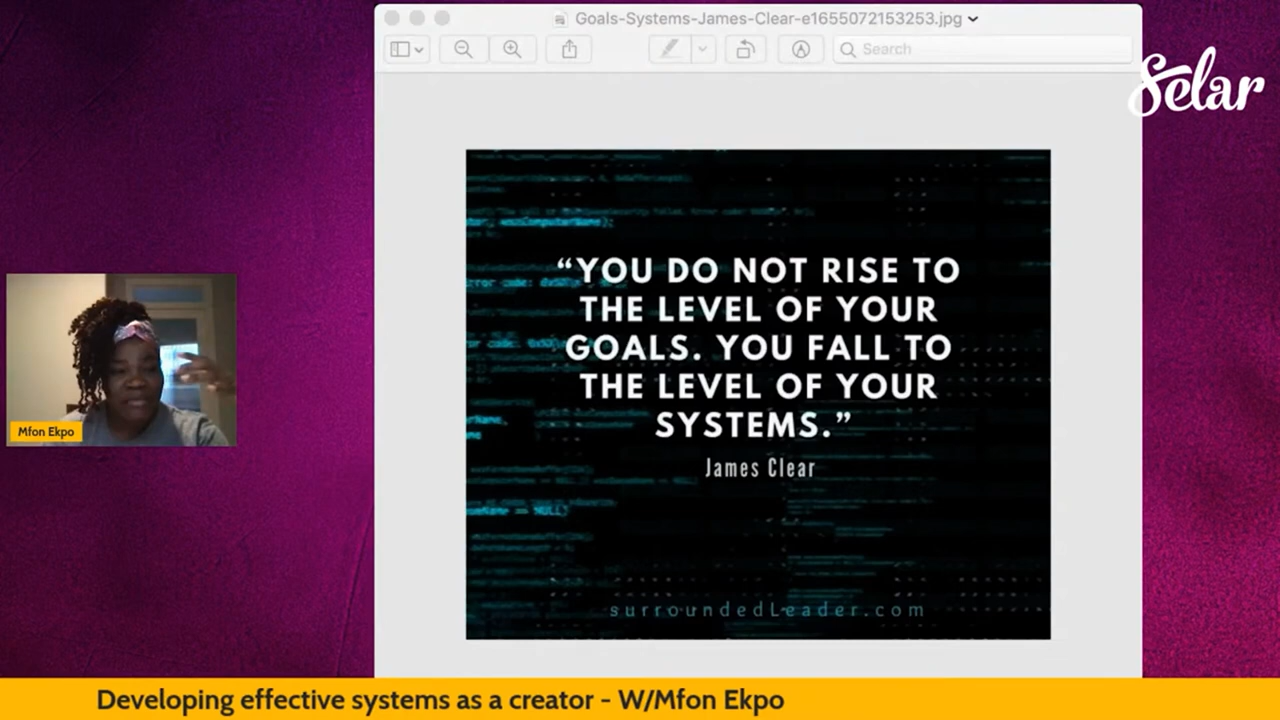 Goals-Systems-James-Clear-e1655072153253.jpg
Search
Selar
“YOU DO NOT RISE TO
THE LEVEL OF YOUR
GOALS. YOU FALL TO
THE LEVEL OF YOUR
SYSTEMS.”
James Clear
surroundedLeader.com
Mfon Ekpo
Developing effective systems as a creator - W/Mfon Ekpo